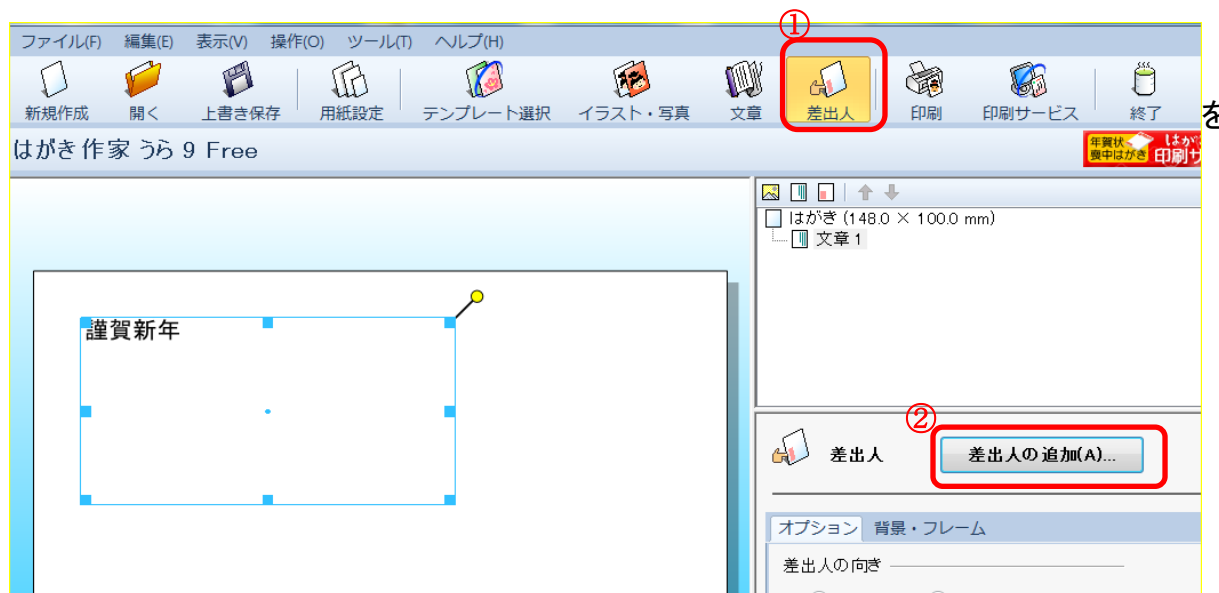 ①
ファイル(F) 編集(E) 表示(V) 操作(O) ツール(T) ヘルプ(H)
新規作成 開く 上書き保存 用紙設定 テンプレート選択 イラスト・写真 文章 差出人 印刷 印刷サービス 終了
を
はがき作家 うら 9 Free
年賀状
喪中はがき
印刷
はがき (148.0 × 100.0 mm)
文章 1
謹賀新年
②
差出人 差出人の追加(A)...
オプション 背景・フレーム
差出人の向き